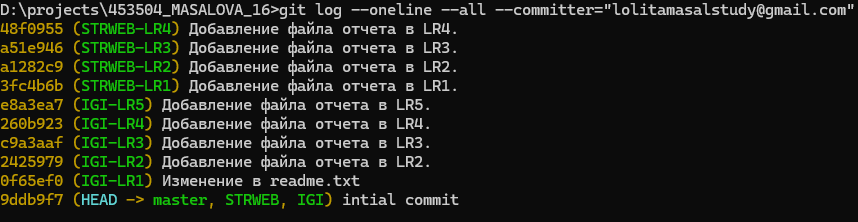 D:\projects\453504_MASALOVA_16>git log --oneline --all --committer="lolitamasalstudy@gmail.com"
48f0955 (STRWEB-LR4) Добавление файла отчета в LR4.
a51e946 (STRWEB-LR3) Добавление файла отчета в LR3.
a1282c9 (STRWEB-LR2) Добавление файла отчета в LR2.
3fc4b6b (STRWEB-LR1) Добавление файла отчета в LR1.
e8a3ea7 (IGI-LR5) Добавление файла отчета в LR5.
260b923 (IGI-LR4) Добавление файла отчета в LR4.
c9a3aaf (IGI-LR3) Добавление файла отчета в LR3.
2425979 (IGI-LR2) Добавление файла отчета в LR2.
0f65ef0 (IGI-LR1) Изменение в readme.txt
9ddb9f7 (HEAD -> master, STRWEB, IGI) intial commit